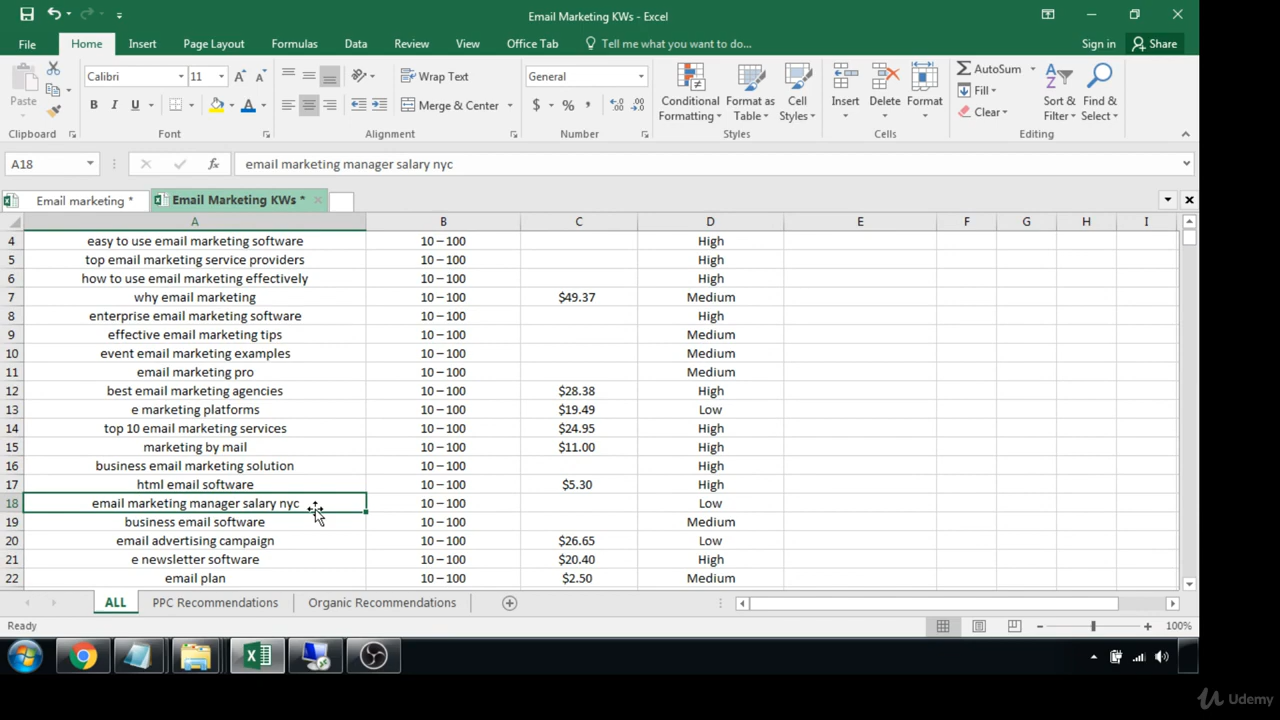 Email Marketing KWs - Excel
File Home Insert Page Layout Formulas Data Review View Office Tab Tell me what you want to do... Sign in Share
Paste Calibri 11 Wrap Text General AutoSum
B I U Merge & Center $ % , Conditional Formatting Format as Table Cell Styles Insert Delete Format Fill Clear Sort & Filter Find & Select
Clipboard Font Alignment Number Styles Cells Editing
A18 fx email marketing manager salary nyc
Email marketing * Email Marketing KWs *
A B C D E F G H I
4 easy to use email marketing software 10 – 100 High
5 top email marketing service providers 10 – 100 High
6 how to use email marketing effectively 10 – 100 High
7 why email marketing 10 – 100 $49.37 Medium
8 enterprise email marketing software 10 – 100 High
9 effective email marketing tips 10 – 100 Medium
10 event email marketing examples 10 – 100 Medium
11 email marketing pro 10 – 100 Medium
12 best email marketing agencies 10 – 100 $28.38 High
13 e marketing platforms 10 – 100 $19.49 Low
14 top 10 email marketing services 10 – 100 $24.95 High
15 marketing by mail 10 – 100 $11.00 High
16 business email marketing solution 10 – 100 High
17 html email software 10 – 100 $5.30 High
18 email marketing manager salary nyc 10 – 100 Low
19 business email software 10 – 100 Medium
20 email advertising campaign 10 – 100 $26.65 Low
21 e newsletter software 10 – 100 $20.40 High
22 email plan 10 – 100 $2.50 Medium
ALL PPC Recommendations Organic Recommendations
Ready 100%
Udemy